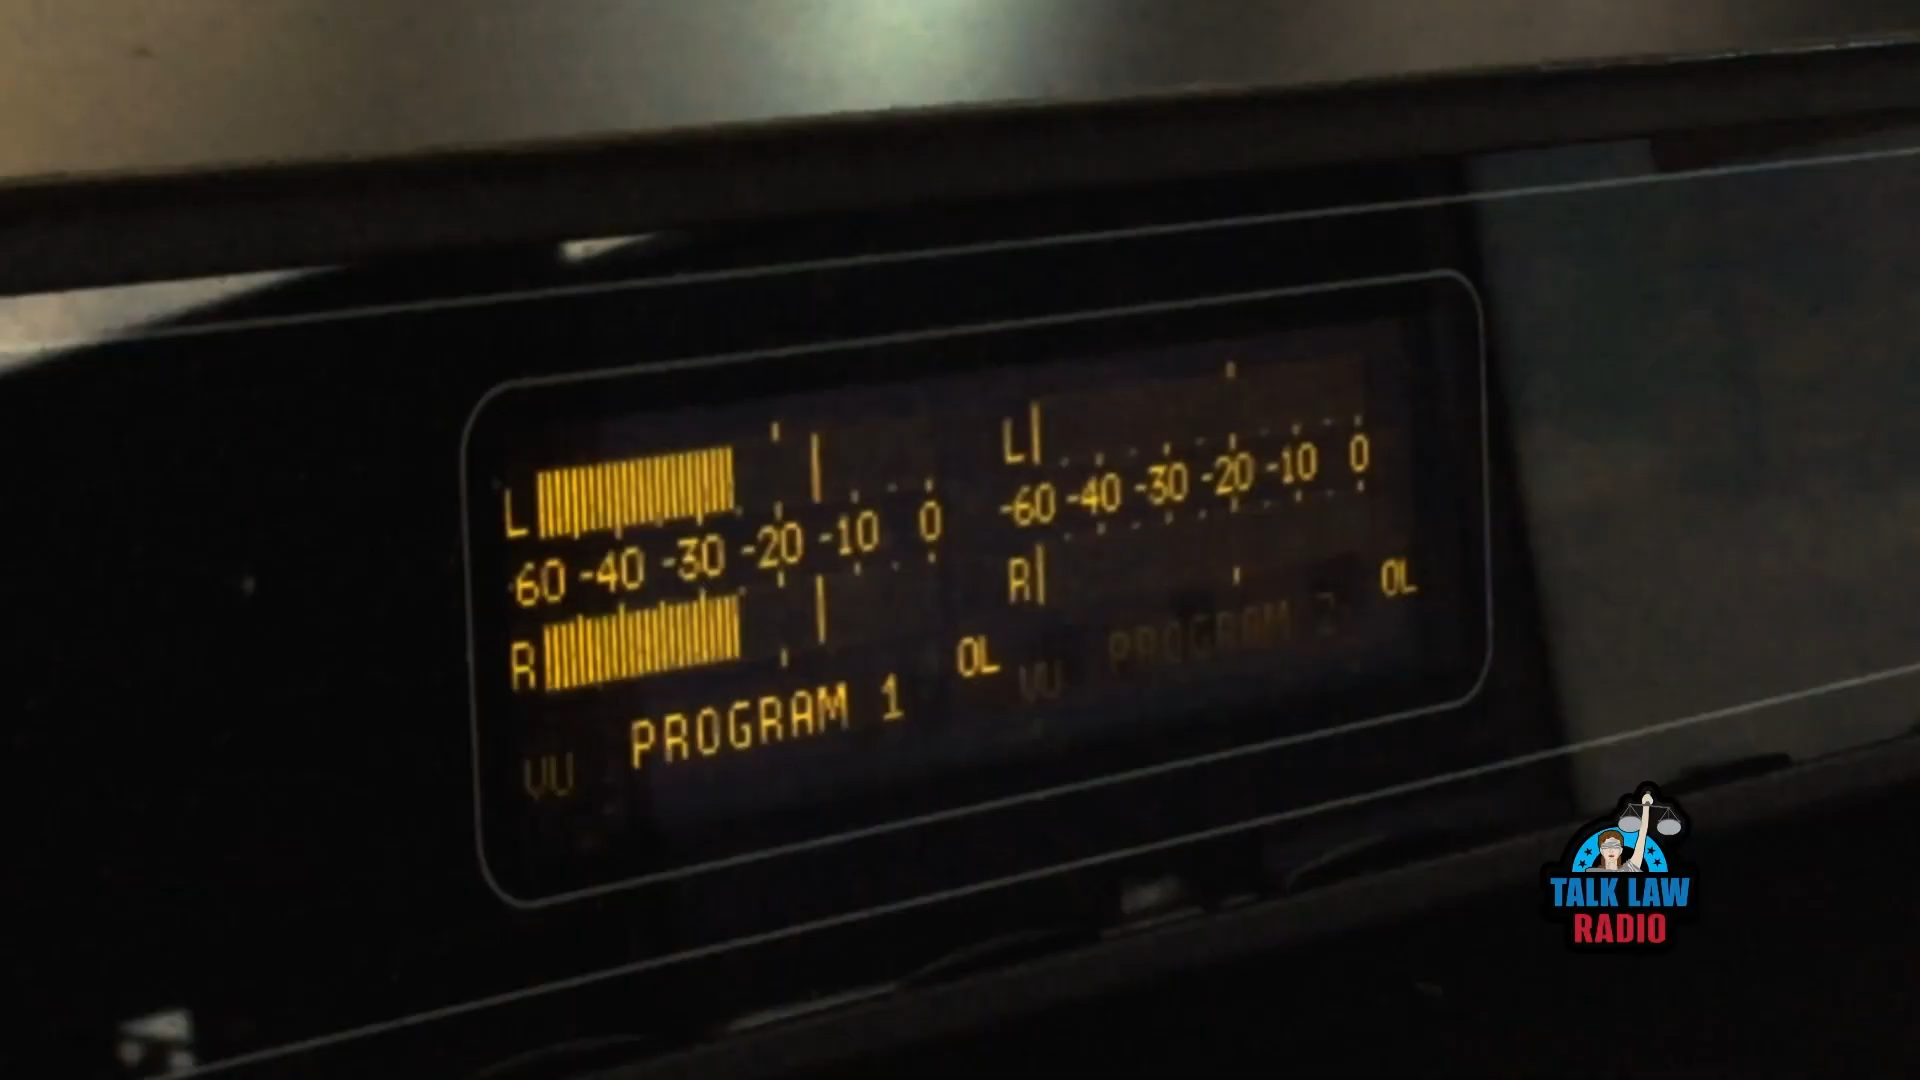 L
-60 -40 -30 -20 -10 0
R
OL
PROGRAM 1
VU
L
-60 -40 -30 -20 -10 0
R
OL
PROGRAM 2
VU
TALK LAW
RADIO